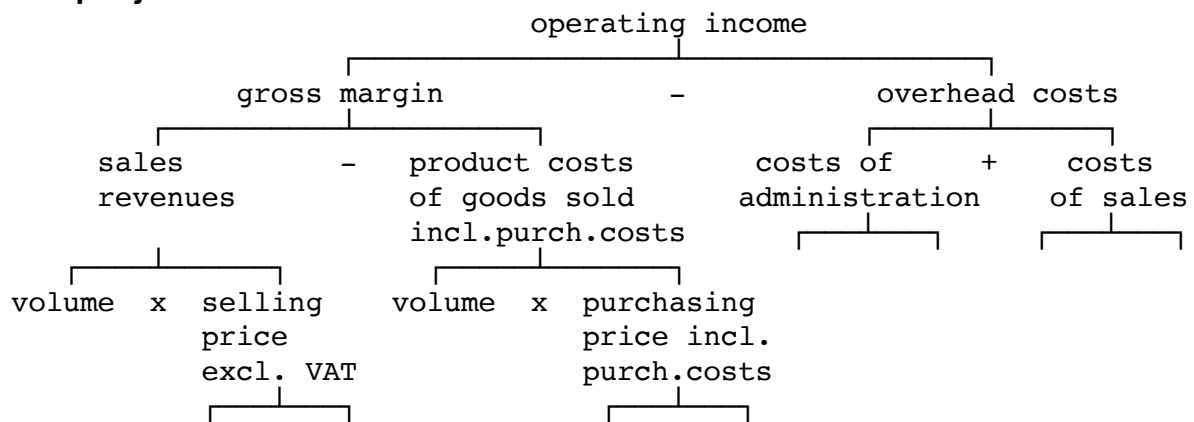 operating income
gross margin - overhead costs
sales - product costs costs of + costs
revenues of goods sold administration of sales
incl.purch.costs
volume x selling volume x purchasing
price price incl.
excl. VAT purch.costs